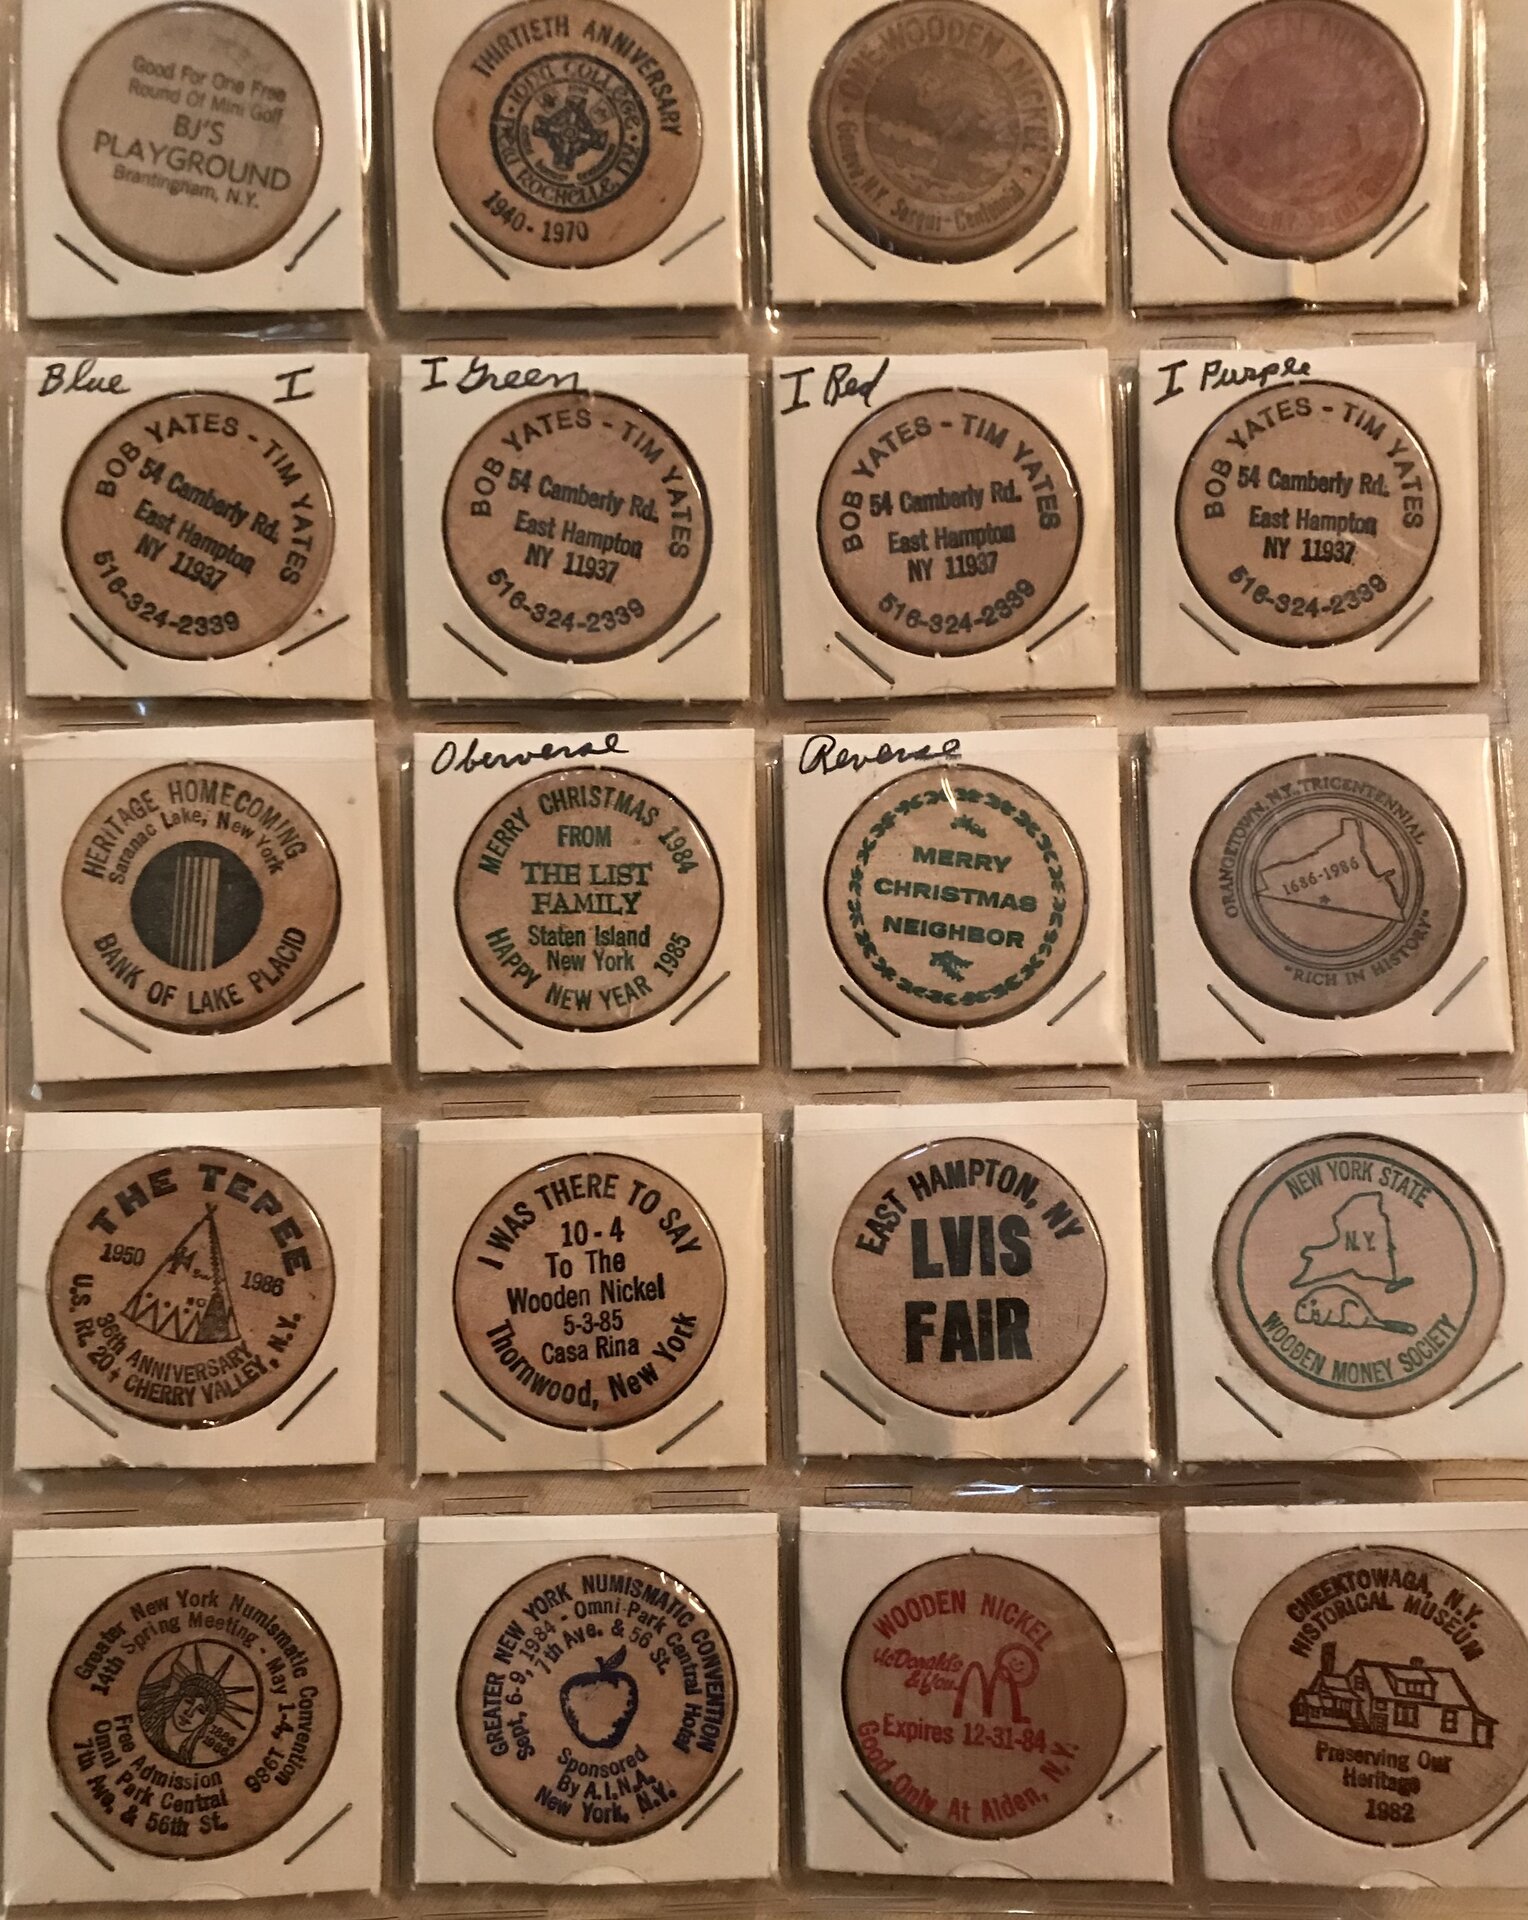 Good For One Free
Round Of Mini Golf
BJ'S
PLAYGROUND
Brantingham, N.Y.
THIRTIETH ANNIVERSARY
IONA COLLEGE
ROCHELLE, N.Y.
1940-1970
ONE WOODEN NICKEL
Geneva N.Y. Sesqui-Centennial
WOODEN NICKEL
Blue I
BOB YATES - TIM YATES
54 Camberly Rd.
East Hampton
NY 11937
516-324-2339
I Green
BOB YATES - TIM YATES
54 Camberly Rd.
East Hampton
NY 11937
516-324-2339
I Red
BOB YATES - TIM YATES
54 Camberly Rd.
East Hampton
NY 11937
516-324-2339
I Purple
BOB YATES - TIM YATES
54 Camberly Rd.
East Hampton
NY 11937
516-324-2339
HERITAGE HOMECOMING
Saranac Lake, New York
BANK OF LAKE PLACID
Oberverse
MERRY CHRISTMAS 1984
FROM
THE LIST
FAMILY
Staten Island
New York
HAPPY NEW YEAR 1985
Reverse
MERRY
CHRISTMAS
NEIGHBOR
ORANGETOWN, N.Y. TRICENTENNIAL
1686-1986
"RICH IN HISTORY"
THE TEPEE
1950 1986
36th ANNIVERSARY
U.S. Rt. 20 CHERRY VALLEY, N.Y.
I WAS THERE TO SAY
10-4
To The
Wooden Nickel
5-3-85
Casa Rina
Thornwood, New York
EAST HAMPTON, NY
LVIS
FAIR
NEW YORK STATE
N.Y.
WOODEN MONEY SOCIETY
Greater New York Numismatic Convention
14th Spring Meeting - May 1-4, 1986
1886
1986
Free Admission
Omni Park Central
7th Ave. & 56th St.
GREATER NEW YORK NUMISMATIC CONVENTION
Sept. 6-9, 1984 - Omni-Park Central Hotel
7th Ave. & 56 St.
Sponsored
By A.I.N.A.
New York, N.Y.
WOODEN NICKEL
McDonald's
& You
Expires 12-31-84
Good Only At Alden, N.Y.
CHEEKTOWAGA, N.Y.
HISTORICAL MUSEUM
Preserving Our
Heritage
1982